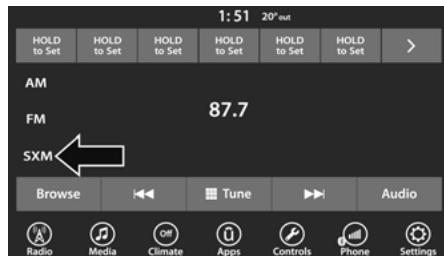 1:51 20° out
HOLD to Set HOLD to Set HOLD to Set HOLD to Set HOLD to Set HOLD to Set
AM
FM
87.7
SXM
Browse Tune Audio
Off
Radio Media Climate Apps Controls Phone Settings